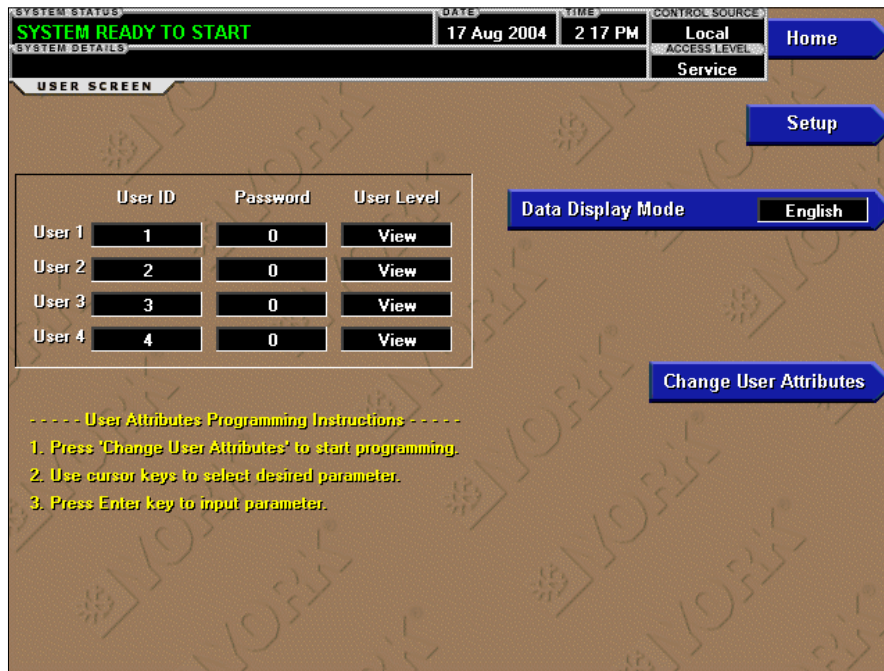 SYSTEM STATUS
SYSTEM READY TO START
DATE
17 Aug 2004
TIME
2 17 PM
CONTROL SOURCE
Local
Home
SYSTEM DETAILS
ACCESS LEVEL
Service
USER SCREEN
Setup
User ID Password User Level
User 1 1 0 View
User 2 2 0 View
User 3 3 0 View
User 4 4 0 View
Data Display Mode English
Change User Attributes
- - - - - User Attributes Programming Instructions - - - - -
1. Press 'Change User Attributes' to start programming.
2. Use cursor keys to select desired parameter.
3. Press Enter key to input parameter.
YORK